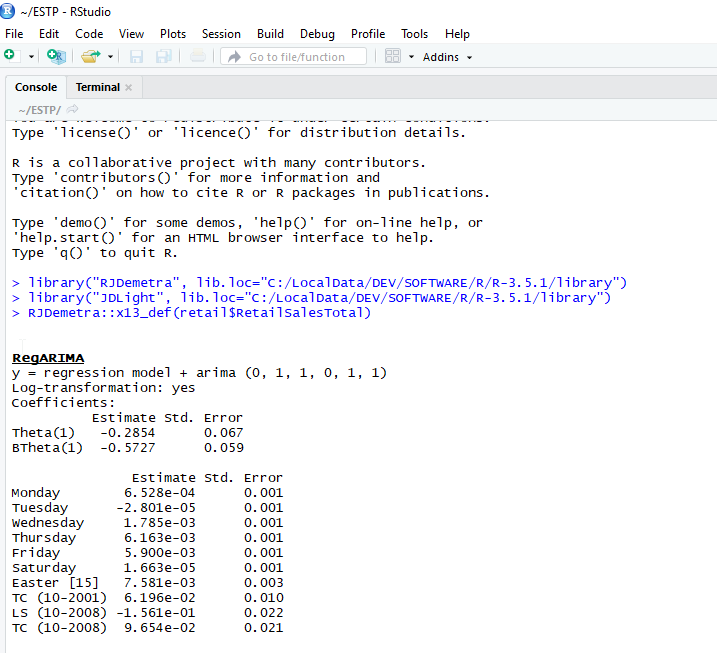 ~/ESTP - RStudio
File Edit Code View Plots Session Build Debug Profile Tools Help
Go to file/function Addins
Console Terminal
~/ESTP/
You are welcome to redistribute it under certain conditions.
Type 'license()' or 'licence()' for distribution details.
R is a collaborative project with many contributors.
Type 'contributors()' for more information and
'citation()' on how to cite R or R packages in publications.
Type 'demo()' for some demos, 'help()' for on-line help, or
'help.start()' for an HTML browser interface to help.
Type 'q()' to quit R.
> library("RJDemetra", lib.loc="C:/LocalData/DEV/SOFTWARE/R/R-3.5.1/library")
> library("JDLight", lib.loc="C:/LocalData/DEV/SOFTWARE/R/R-3.5.1/library")
> RJDemetra::x13_def(retail$RetailSalesTotal)
RegARIMA
y = regression model + arima (0, 1, 1, 0, 1, 1)
Log-transformation: yes
Coefficients:
Estimate Std. Error
Theta(1) -0.2854 0.067
BTheta(1) -0.5727 0.059
Estimate Std. Error
Monday 6.528e-04 0.001
Tuesday -2.801e-05 0.001
Wednesday 1.785e-03 0.001
Thursday 6.163e-03 0.001
Friday 5.900e-03 0.001
Saturday 1.663e-05 0.001
Easter [15] 7.581e-03 0.003
TC (10-2001) 6.196e-02 0.010
LS (10-2008) -1.561e-01 0.022
TC (10-2008) 9.654e-02 0.021